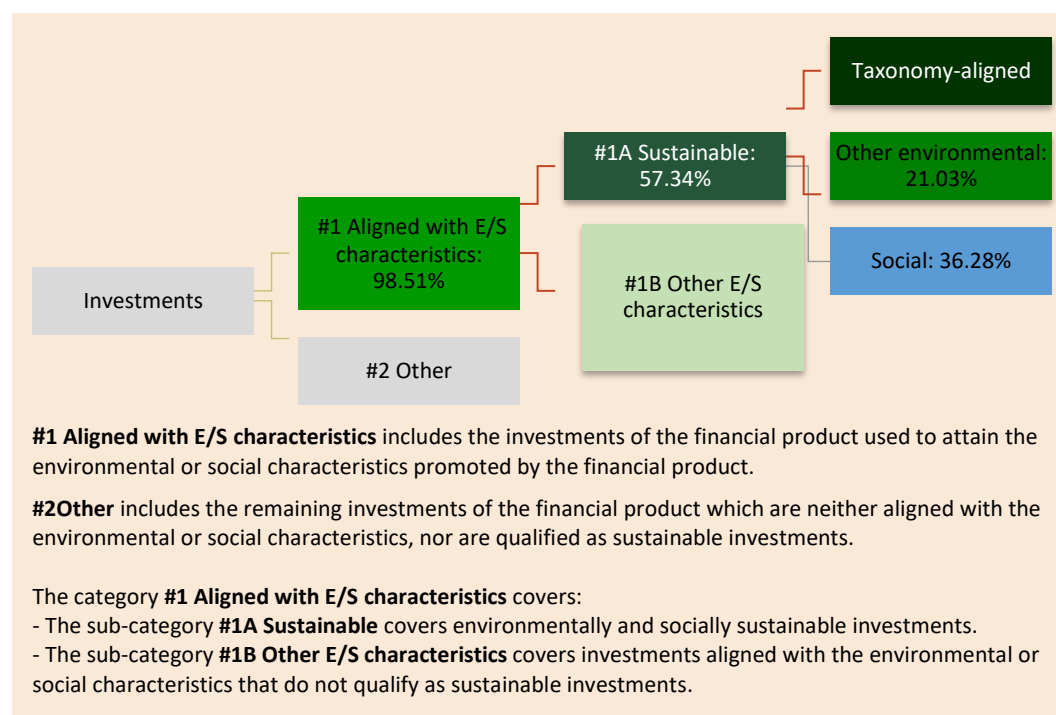 Taxonomy-aligned
#1A Sustainable:
57.34%
Other environmental:
21.03%
#1 Aligned with E/S
characteristics:
98.51%
Social: 36.28%
#1B Other E/S
characteristics
Investments
#2 Other
#1 Aligned with E/S characteristics includes the investments of the financial product used to attain the
environmental or social characteristics promoted by the financial product.
#2Other includes the remaining investments of the financial product which are neither aligned with the
environmental or social characteristics, nor are qualified as sustainable investments.
The category #1 Aligned with E/S characteristics covers:
- The sub-category #1A Sustainable covers environmentally and socially sustainable investments.
- The sub-category #1B Other E/S characteristics covers investments aligned with the environmental or
social characteristics that do not qualify as sustainable investments.